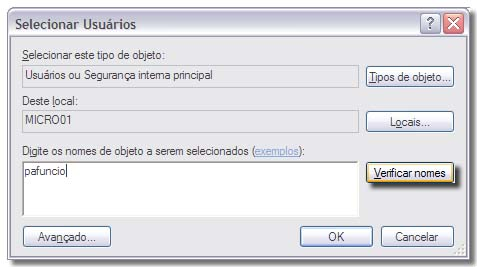 Selecionar Usuários
Selecionar este tipo de objeto:
Usuários ou Segurança interna principal
Tipos de objeto...
Deste local:
MICRO01
Locais...
Digite os nomes de objeto a serem selecionados (exemplos):
pafuncio
Verificar nomes
Avançado...
OK
Cancelar